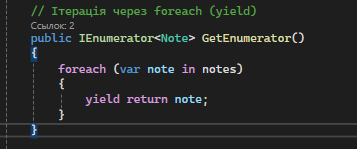 // Ітерація через foreach (yield)
Ссылок: 2
public IEnumerator<Note> GetEnumerator()
{
foreach (var note in notes)
{
yield return note;
}
}